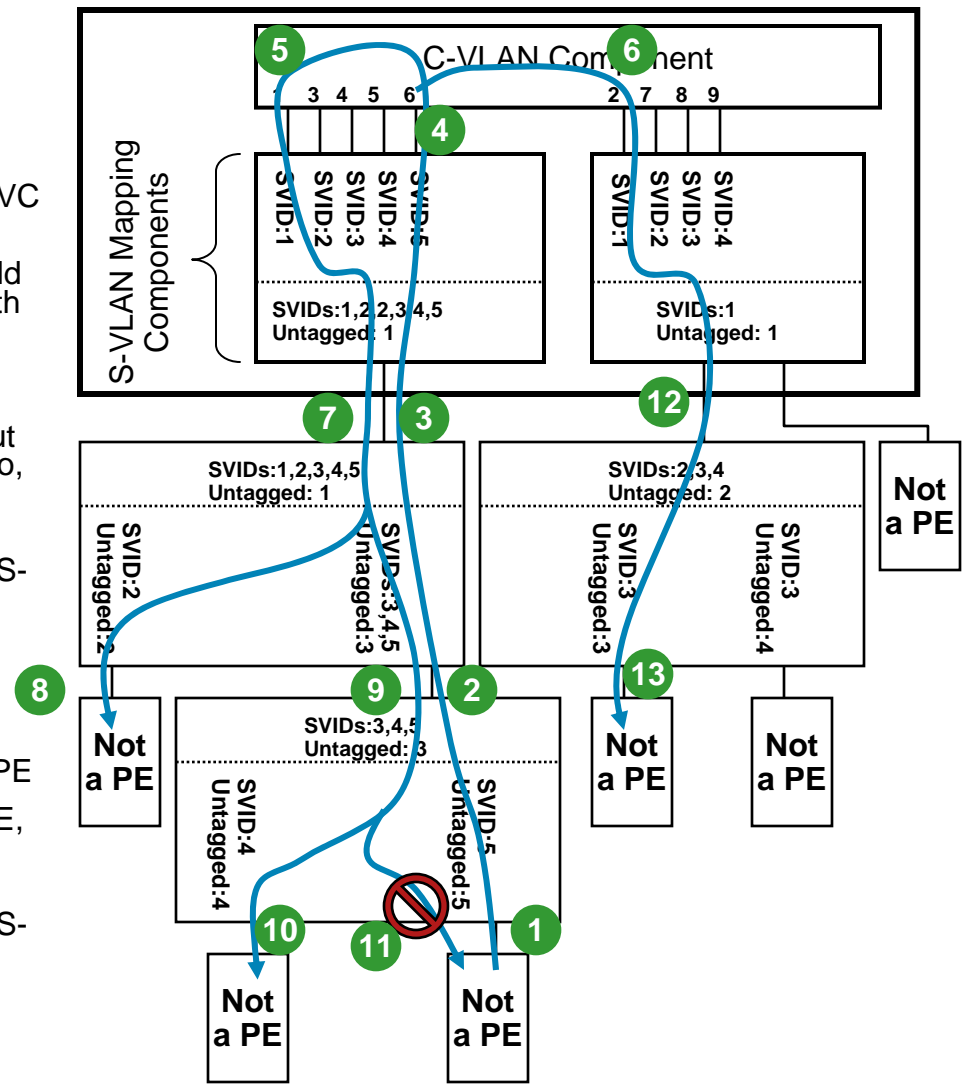 5
6
C-VLAN Component
1 3 4 5 6 2 7 8 9
4
S-VLAN Mapping
Components
SVID:1
SVID:2
SVID:3
SVID:4
SVID:5
SVID:1
SVID:2
SVID:3
SVID:4
SVIDs:1,2,2,3,4,5
Untagged: 1
SVIDs:1
Untagged: 1
VC
ld
th
7
3
12
ut
o,
SVIDs:1,2,3,4,5
Untagged: 1
SVIDs:2,3,4
Untagged: 2
Not
a PE
SVID:2
Untagged:2
SVIDs:3,4,5
Untagged:3
SVID:3
Untagged:3
SVID:3
Untagged:4
S-
8
9
2
13
Not
a PE
SVIDs:3,4,5
Untagged: 3
Not
a PE
Not
a PE
PE
E,
SVID:4
Untagged:4
SVID:5
Untagged:5
S-
10
11
1
Not
a PE
Not
a PE